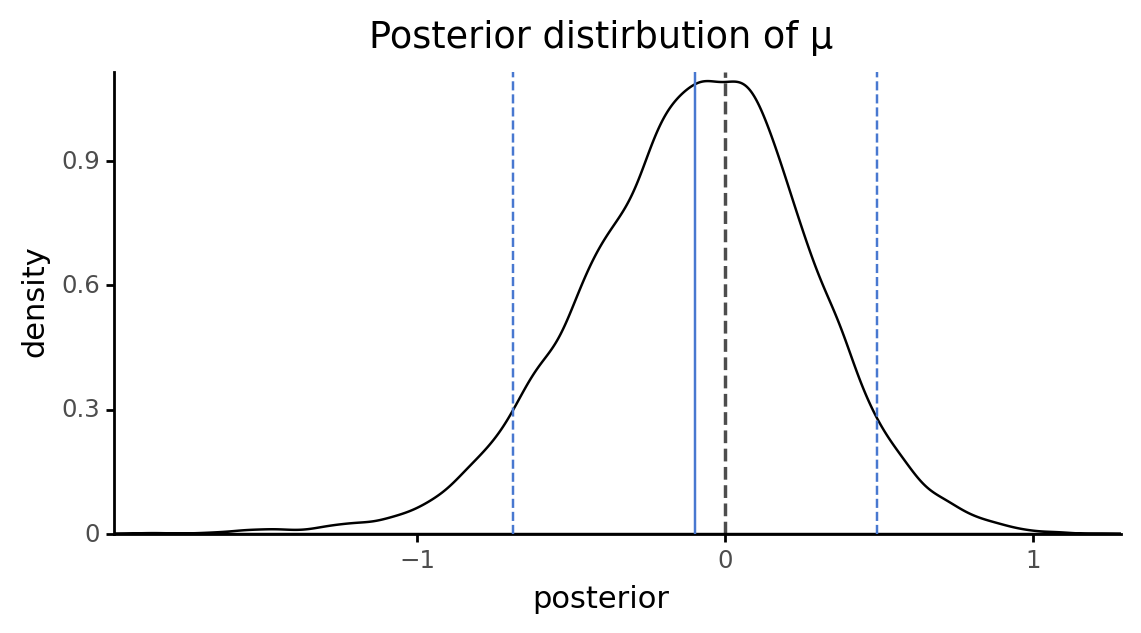 Posterior distirbution of μ
density
0.9
0.6
0.3
0
−1
0
1
posterior